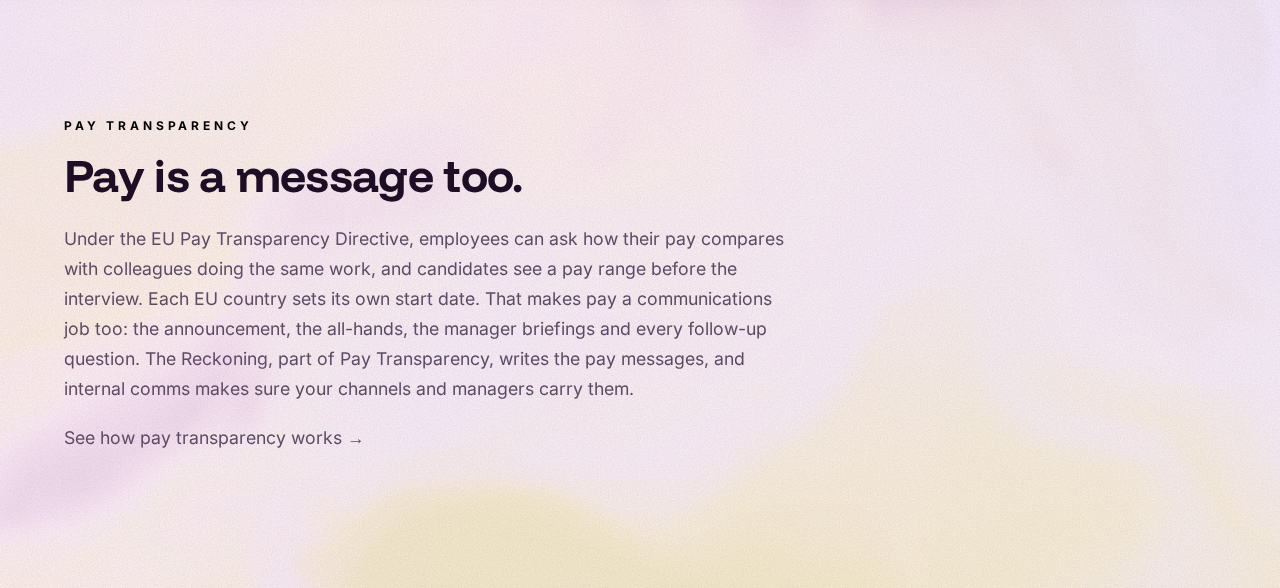 PAY TRANSPARENCY
Pay is a message too.
Under the EU Pay Transparency Directive, employees can ask how their pay compares
with colleagues doing the same work, and candidates see a pay range before the
interview. Each EU country sets its own start date. That makes pay a communications
job too: the announcement, the all-hands, the manager briefings and every follow-up
question. The Reckoning, part of Pay Transparency, writes the pay messages, and
internal comms makes sure your channels and managers carry them.
See how pay transparency works →